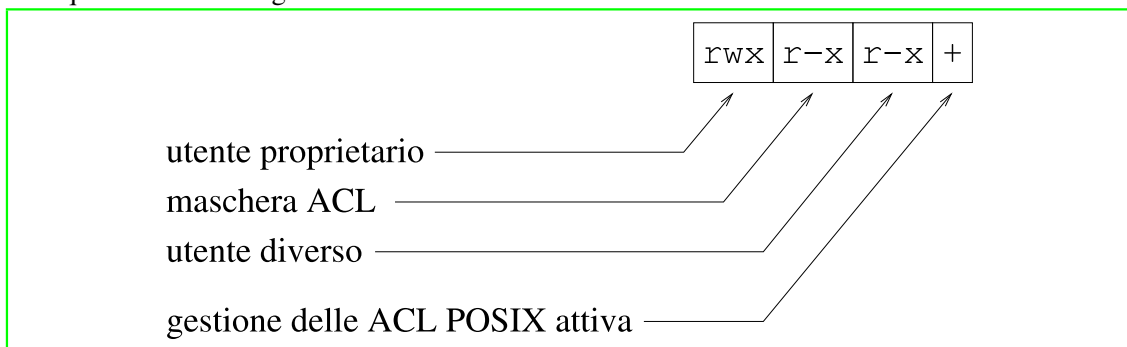 rwx r-x r-x +
utente proprietario
maschera ACL
utente diverso
gestione delle ACL POSIX attiva